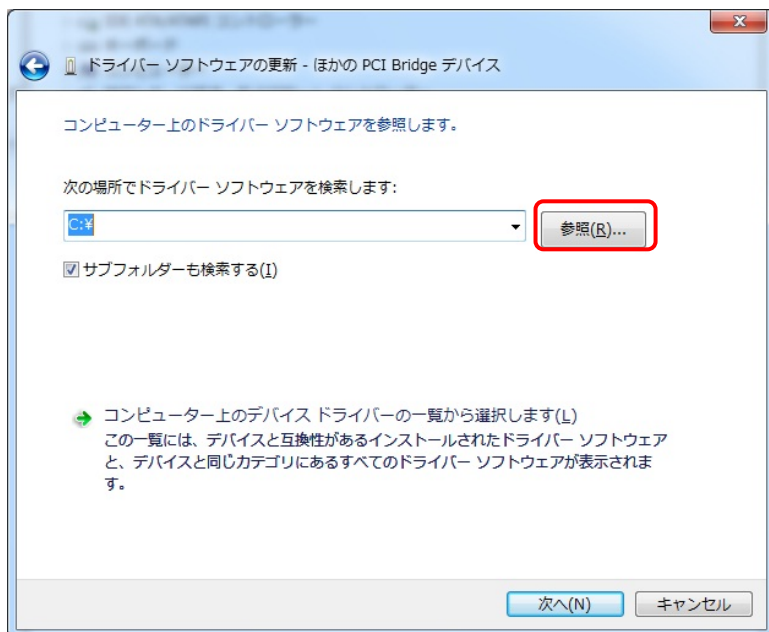 ドライバー ソフトウェアの更新 - ほかの PCI Bridge デバイス
コンピューター上のドライバー ソフトウェアを参照します。
次の場所でドライバー ソフトウェアを検索します:
C:¥
参照(R)...
サブフォルダーも検索する(I)
コンピューター上のデバイス ドライバーの一覧から選択します(L)
この一覧には、デバイスと互換性があるインストールされたドライバー ソフトウェア
と、デバイスと同じカテゴリにあるすべてのドライバー ソフトウェアが表示されま
す。
次へ(N)
キャンセル